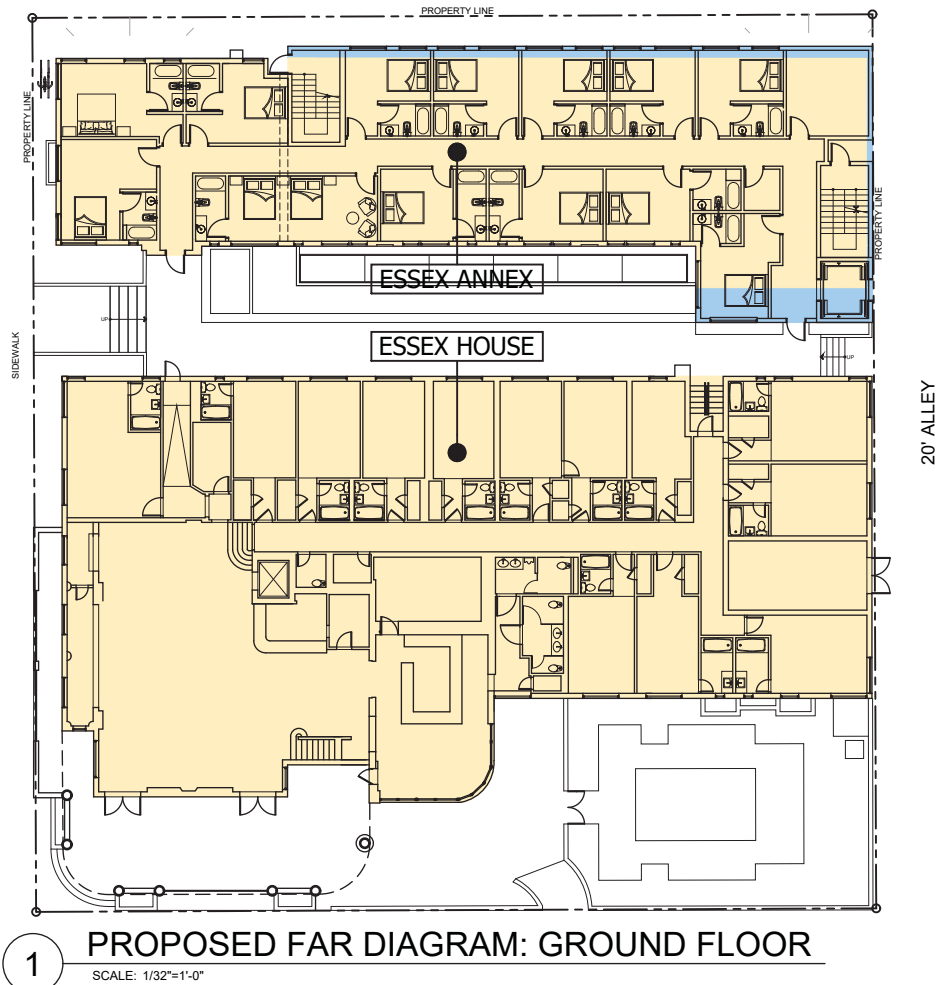 PROPERTY LINE
PROPERTY LINE
PROPERTY LINE
ESSEX ANNEX
UP
ESSEX HOUSE
UP
SIDEWALK
20' ALLEY
1
PROPOSED FAR DIAGRAM: GROUND FLOOR
SCALE: 1/32"=1'-0"